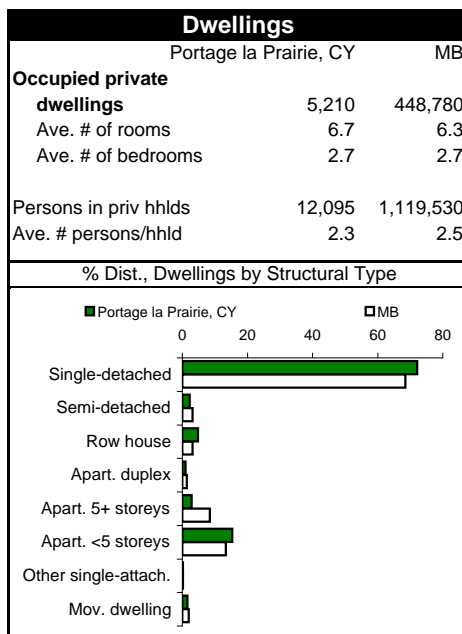 Dwellings
Portage la Prairie, CY MB
Occupied private
dwellings 5,210 448,780
Ave. # of rooms 6.7 6.3
Ave. # of bedrooms 2.7 2.7
Persons in priv hhlds 12,095 1,119,530
Ave. # persons/hhld 2.3 2.5
% Dist., Dwellings by Structural Type
Portage la Prairie, CY MB
0 20 40 60 80
Single-detached
Semi-detached
Row house
Apart. duplex
Apart. 5+ storeys
Apart. <5 storeys
Other single-attach.
Mov. dwelling